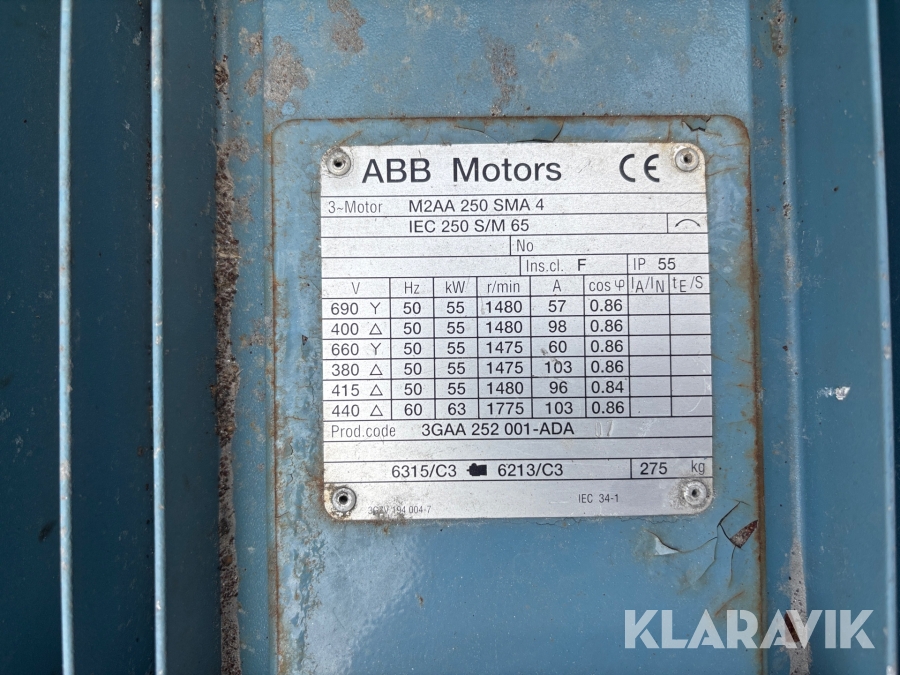 ABB Motors CE
3~Motor M2AA 250 SMA 4
IEC 250 S/M 65
No
Ins.cl. F IP 55
V Hz kW r/min A cos φ IA/IN tE/S
690 Y 50 55 1480 57 0.86
400 Δ 50 55 1480 98 0.86
660 Y 50 55 1475 60 0.86
380 Δ 50 55 1475 103 0.86
415 Δ 50 55 1480 96 0.84
440 Δ 60 63 1775 103 0.86
Prod.code 3GAA 252 001-ADA
6315/C3 6213/C3 275 kg
IEC 34-1
194 004-7
KLARAVIK